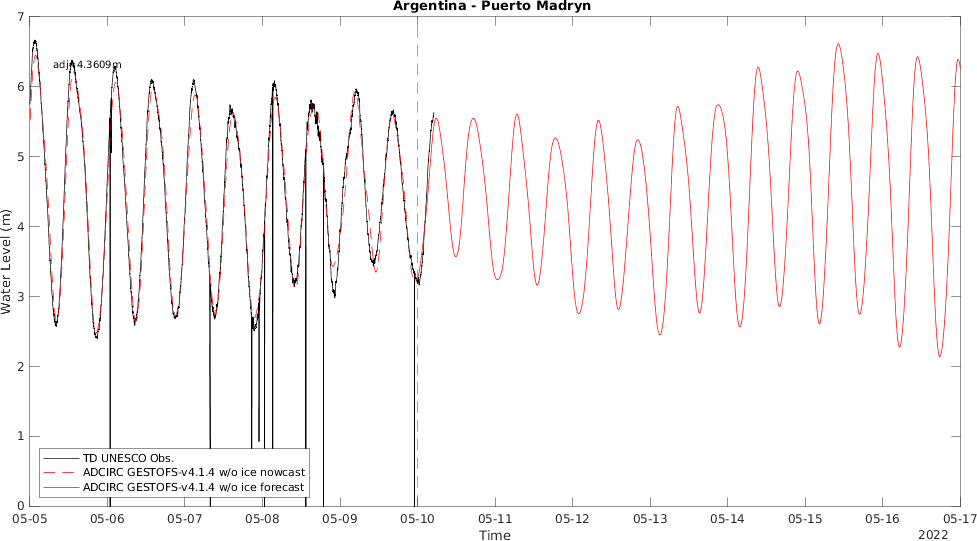 Argentina - Puerto Madryn
adj: 4.3609m
Water Level (m)
7
6
5
4
3
2
1
0
TD UNESCO Obs.
ADCIRC GESTOFS-v4.1.4 w/o ice nowcast
ADCIRC GESTOFS-v4.1.4 w/o ice forecast
05-05 05-06 05-07 05-08 05-09 05-10 05-11 05-12 05-13 05-14 05-15 05-16 05-17
Time
2022